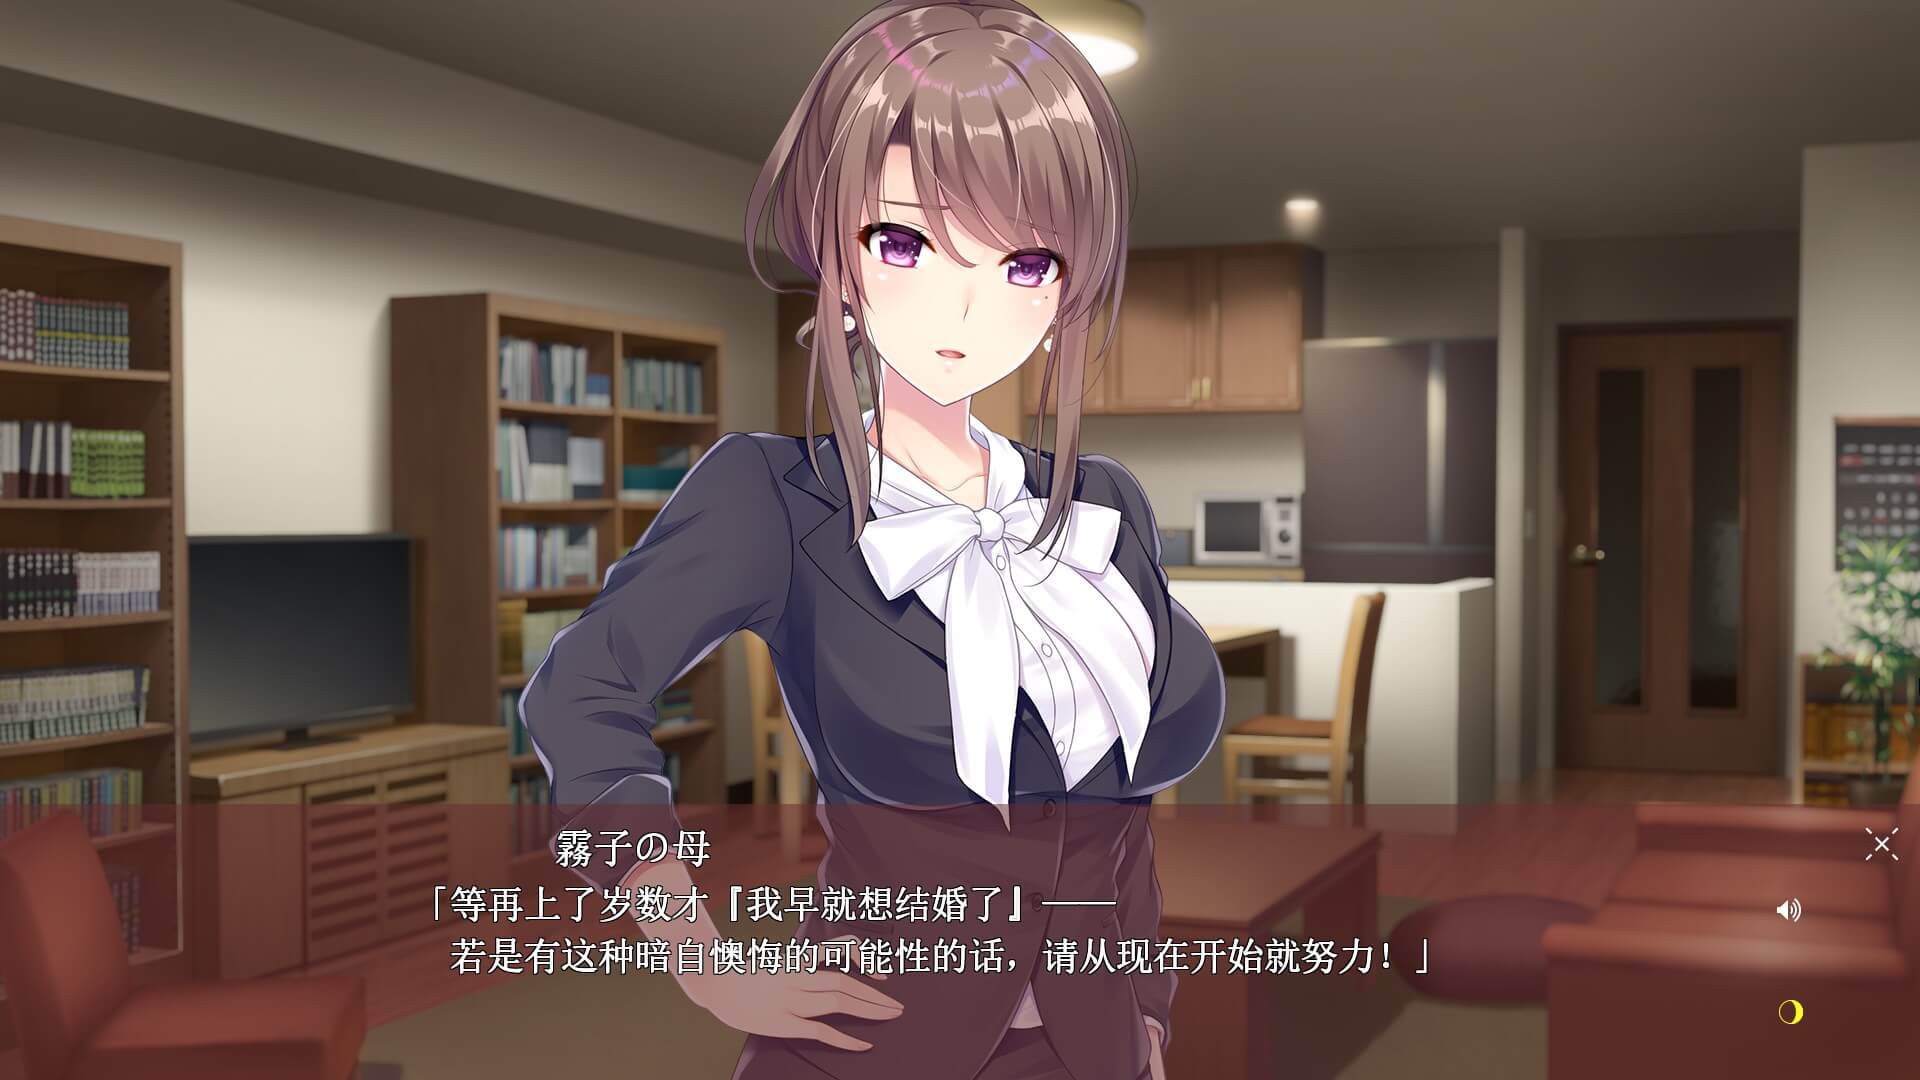 霧子の母
「等再上了岁数才『我早就想结婚了』——
若是有这种暗自懊悔的可能性的话，请从现在开始就努力！」